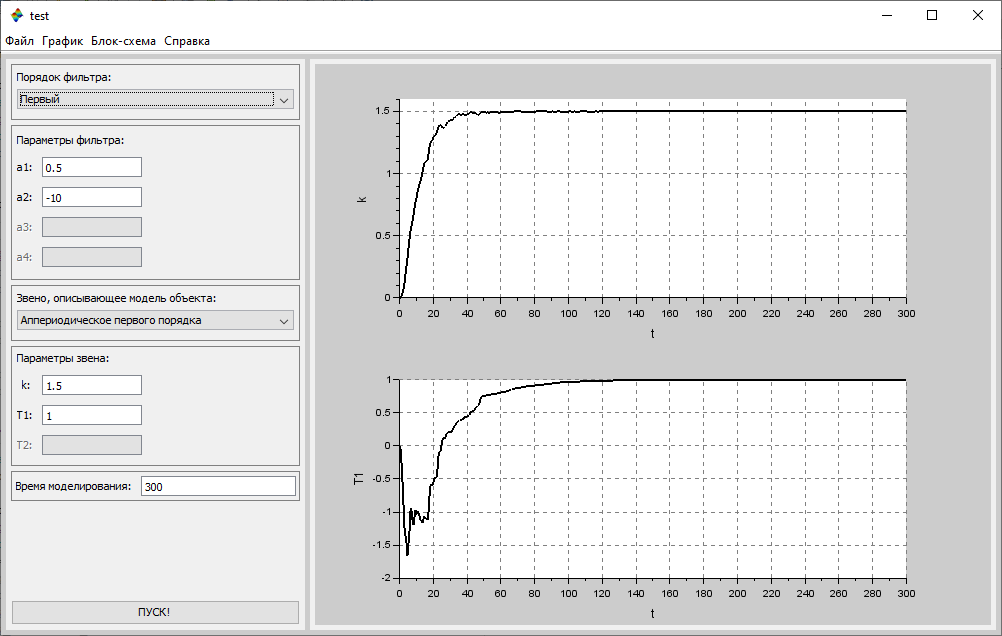 test
Файл График Блок-схема Справка
Порядок фильтра:
Первый
Параметры фильтра:
a1: 0.5
a2: -10
a3:
a4:
Звено, описывающее модель объекта:
Аппериодическое первого порядка
Параметры звена:
k: 1.5
T1: 1
T2:
Время моделирования: 300
ПУСК!
1.5
1
0.5
0
k
0 20 40 60 80 100 120 140 160 180 200 220 240 260 280 300
t
1
0.5
0
-0.5
-1
-1.5
-2
T1
0 20 40 60 80 100 120 140 160 180 200 220 240 260 280 300
t